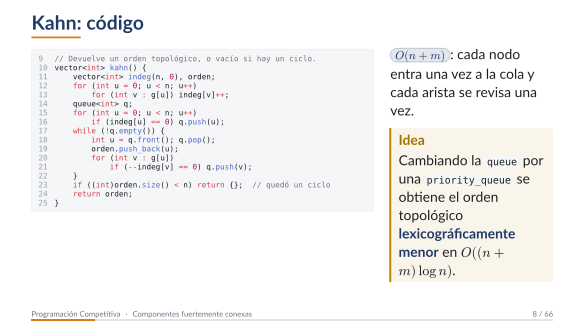 Kahn: código
9 // Devuelve un orden topológico, o vacío si hay un ciclo.
10 vector<int> kahn() {
11 vector<int> indeg(n, 0), orden;
12 for (int u = 0; u < n; u++)
13 for (int v : g[u]) indeg[v]++;
14 queue<int> q;
15 for (int u = 0; u < n; u++)
16 if (indeg[u] == 0) q.push(u);
17 while (!q.empty()) {
18 int u = q.front(); q.pop();
19 orden.push_back(u);
20 for (int v : g[u])
21 if (--indeg[v] == 0) q.push(v);
22 }
23 if ((int)orden.size() < n) return {}; // quedó un ciclo
24 return orden;
25 }
O(n + m): cada nodo
entra una vez a la cola y
cada arista se revisa una
vez.
Idea
Cambiando la queue por
una priority_queue se
obtiene el orden
topológico
lexicográficamente
menor en O((n +
m) log n).
Programación Competitiva · Componentes fuertemente conexas
8 / 66